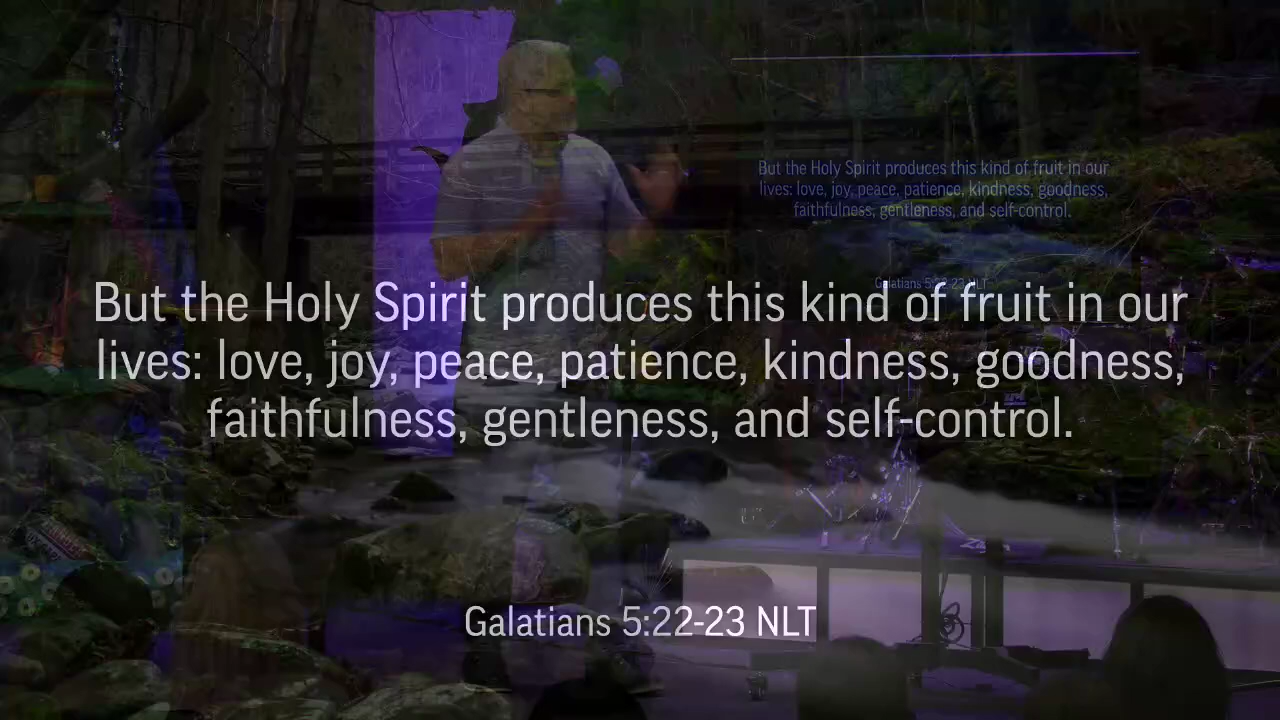 But the Holy Spirit produces this kind of fruit in our
lives: love, joy, peace, patience, kindness, goodness,
faithfulness, gentleness, and self-control.
Galatians 5:22-23 NLT
But the Holy Spirit produces this kind of fruit in our
lives: love, joy, peace, patience, kindness, goodness,
faithfulness, gentleness, and self-control.
Galatians 5:22-23 NLT